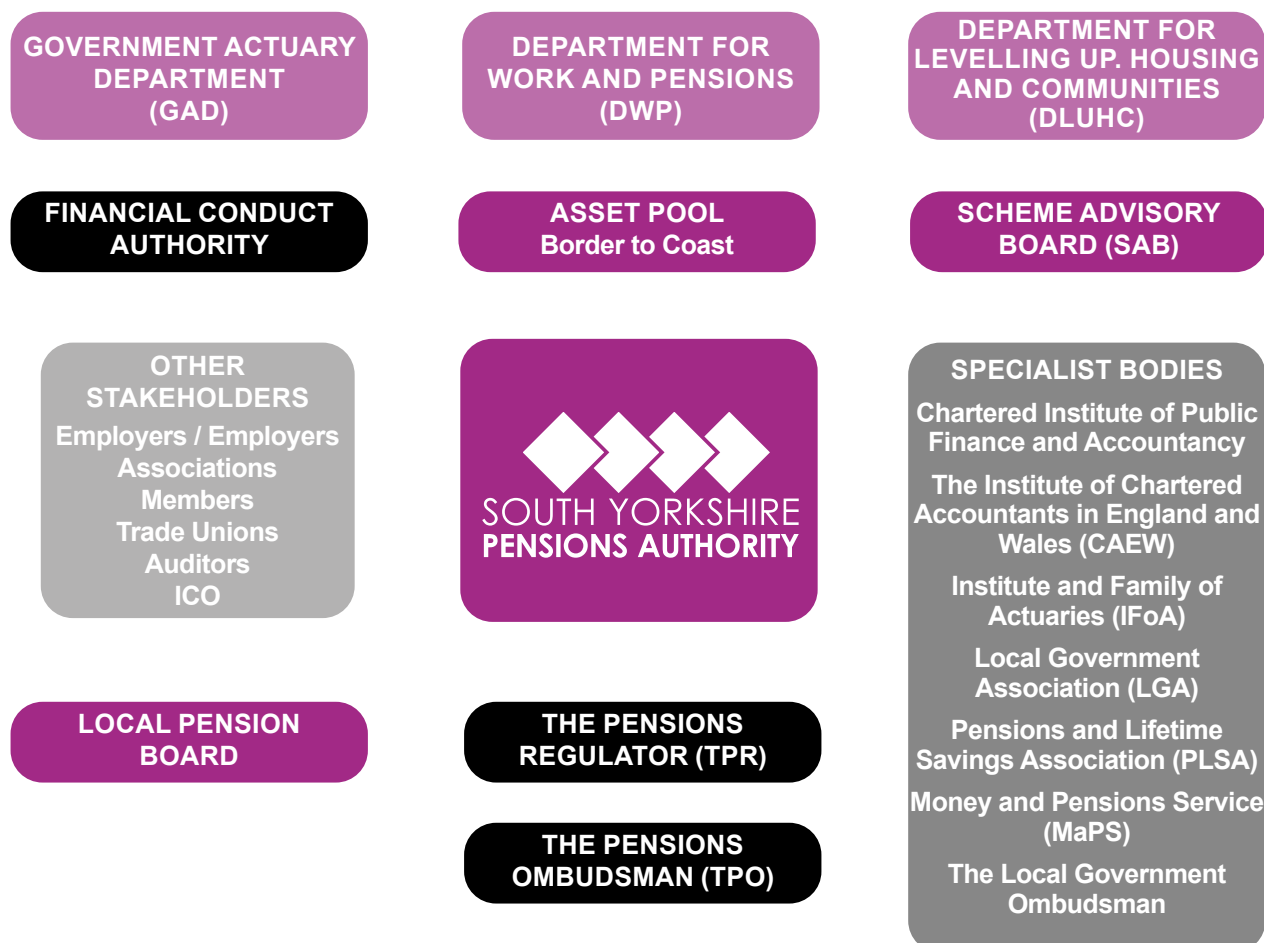 GOVERNMENT ACTUARY
DEPARTMENT
(GAD)
DEPARTMENT FOR
WORK AND PENSIONS
(DWP)
DEPARTMENT FOR
LEVELLING UP. HOUSING
AND COMMUNITIES
(DLUHC)
FINANCIAL CONDUCT
AUTHORITY
ASSET POOL
Border to Coast
SCHEME ADVISORY
BOARD (SAB)
OTHER
STAKEHOLDERS
Employers / Employers
Associations
Members
Trade Unions
Auditors
ICO
SOUTH YORKSHIRE
PENSIONS AUTHORITY
SPECIALIST BODIES
Chartered Institute of Public
Finance and Accountancy
The Institute of Chartered
Accountants in England and
Wales (CAEW)
Institute and Family of
Actuaries (IFoA)
Local Government
Association (LGA)
Pensions and Lifetime
Savings Association (PLSA)
Money and Pensions Service
(MaPS)
The Local Government
Ombudsman
LOCAL PENSION
BOARD
THE PENSIONS
REGULATOR (TPR)
THE PENSIONS
OMBUDSMAN (TPO)